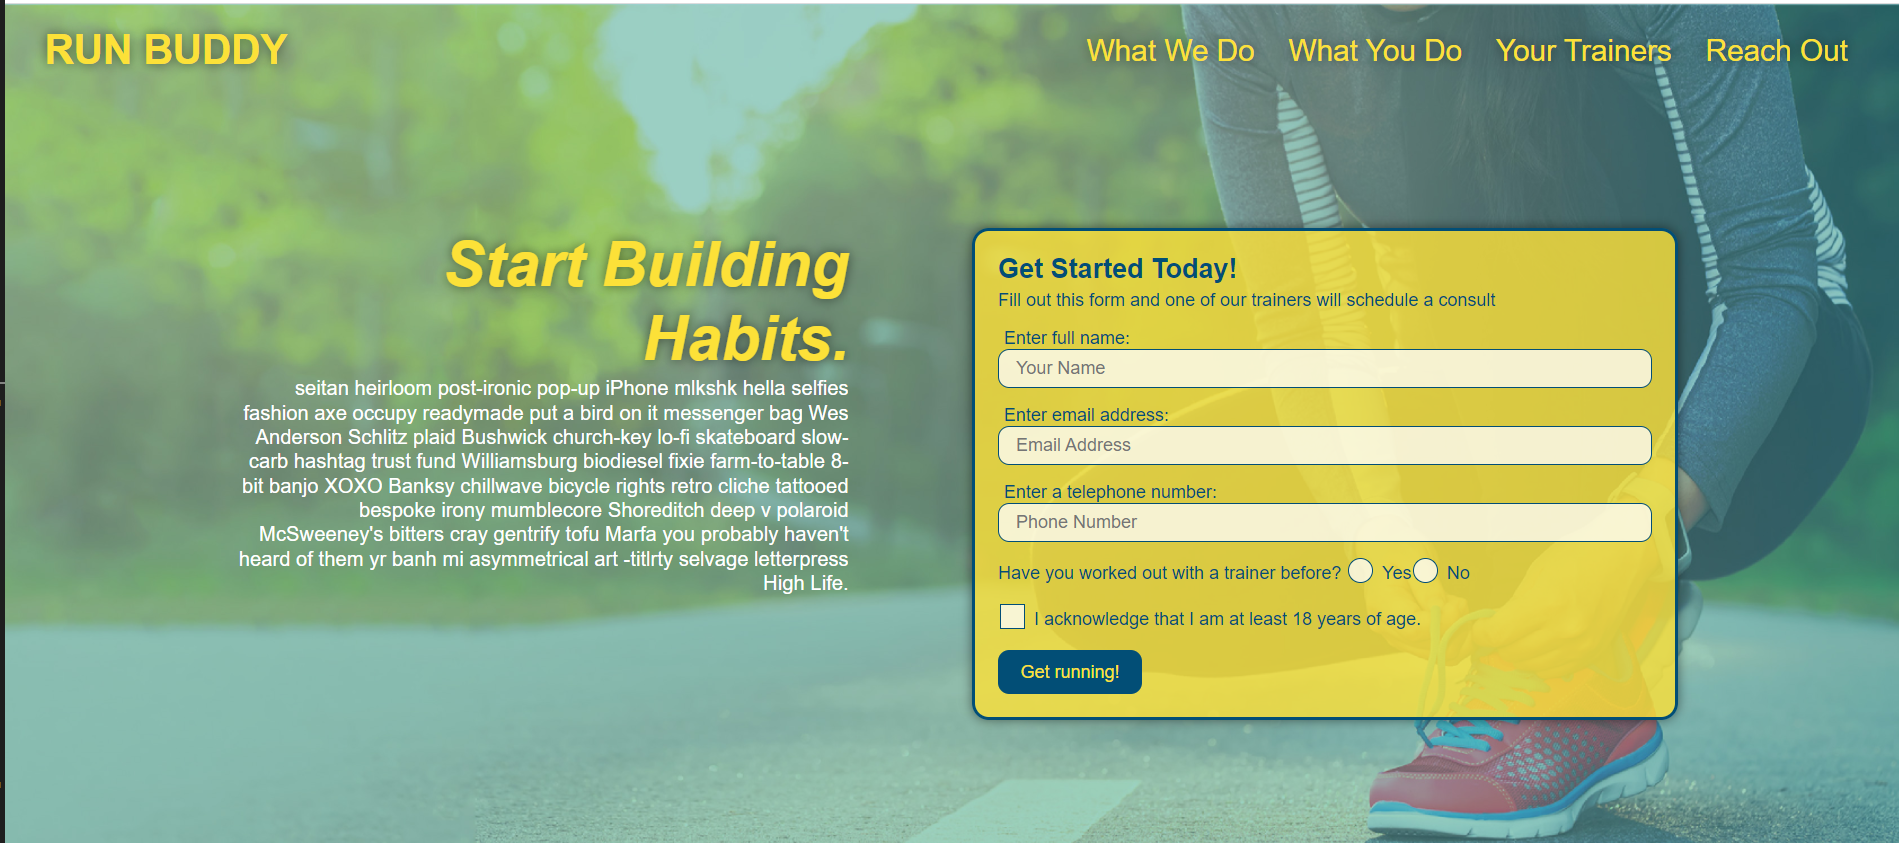 RUN BUDDY
What We Do What You Do Your Trainers Reach Out
Start Building
Habits.
seitan heirloom post-ironic pop-up iPhone mlkshk hella selfies
fashion axe occupy readymade put a bird on it messenger bag Wes
Anderson Schlitz plaid Bushwick church-key lo-fi skateboard slow-
carb hashtag trust fund Williamsburg biodiesel fixie farm-to-table 8-
bit banjo XOXO Banksy chillwave bicycle rights retro cliche tattooed
bespoke irony mumblecore Shoreditch deep v polaroid
McSweeney's bitters cray gentrify tofu Marfa you probably haven't
heard of them yr banh mi asymmetrical art -titlrty selvage letterpress
High Life.
Get Started Today!
Fill out this form and one of our trainers will schedule a consult
Enter full name:
Your Name
Enter email address:
Email Address
Enter a telephone number:
Phone Number
Have you worked out with a trainer before? Yes No
I acknowledge that I am at least 18 years of age.
Get running!